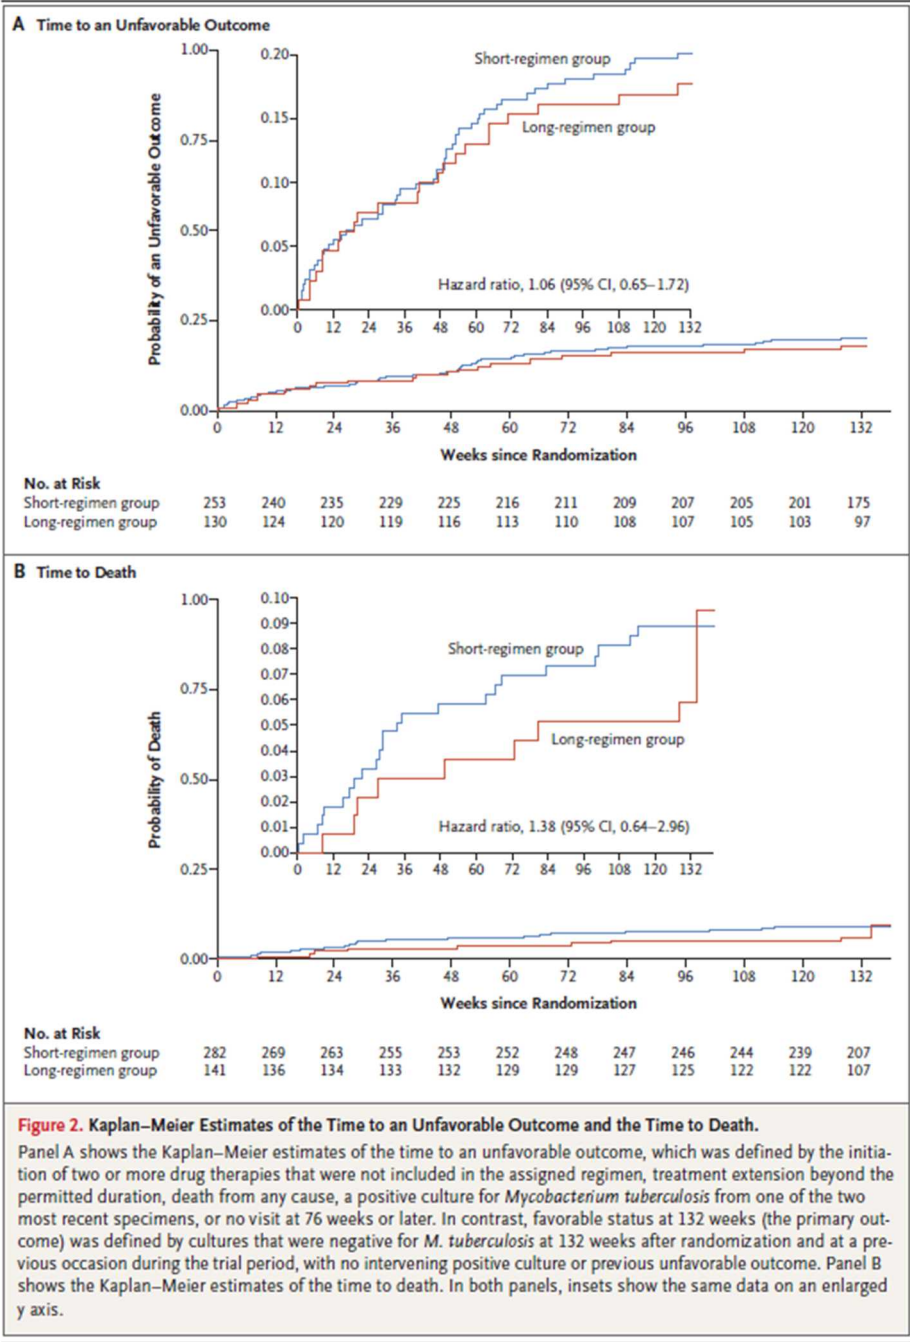 A Time to an Unfavorable Outcome
Probability of an Unfavorable Outcome
1.00
0.75
0.50
0.25
0.00
0.20
0.15
0.10
0.05
0.00
Short-regimen group
Long-regimen group
Hazard ratio, 1.06 (95% CI, 0.65–1.72)
0 12 24 36 48 60 72 84 96 108 120 132
0 12 24 36 48 60 72 84 96 108 120 132
Weeks since Randomization
No. at Risk
Short-regimen group 253 240 235 229 225 216 211 209 207 205 201 175
Long-regimen group 130 124 120 119 116 113 110 108 107 105 103 97
B Time to Death
Probability of Death
1.00
0.75
0.50
0.25
0.00
0.10
0.09
0.08
0.07
0.06
0.05
0.04
0.03
0.02
0.01
0.00
Short-regimen group
Long-regimen group
Hazard ratio, 1.38 (95% CI, 0.64–2.96)
0 12 24 36 48 60 72 84 96 108 120 132
0 12 24 36 48 60 72 84 96 108 120 132
Weeks since Randomization
No. at Risk
Short-regimen group 282 269 263 255 253 252 248 247 246 244 239 207
Long-regimen group 141 136 134 133 132 129 129 127 125 122 122 107
Figure 2. Kaplan–Meier Estimates of the Time to an Unfavorable Outcome and the Time to Death.
Panel A shows the Kaplan–Meier estimates of the time to an unfavorable outcome, which was defined by the initia-
tion of two or more drug therapies that were not included in the assigned regimen, treatment extension beyond the
permitted duration, death from any cause, a positive culture for Mycobacterium tuberculosis from one of the two
most recent specimens, or no visit at 76 weeks or later. In contrast, favorable status at 132 weeks (the primary out-
come) was defined by cultures that were negative for M. tuberculosis at 132 weeks after randomization and at a pre-
vious occasion during the trial period, with no intervening positive culture or previous unfavorable outcome. Panel B
shows the Kaplan–Meier estimates of the time to death. In both panels, insets show the same data on an enlarged
y axis.